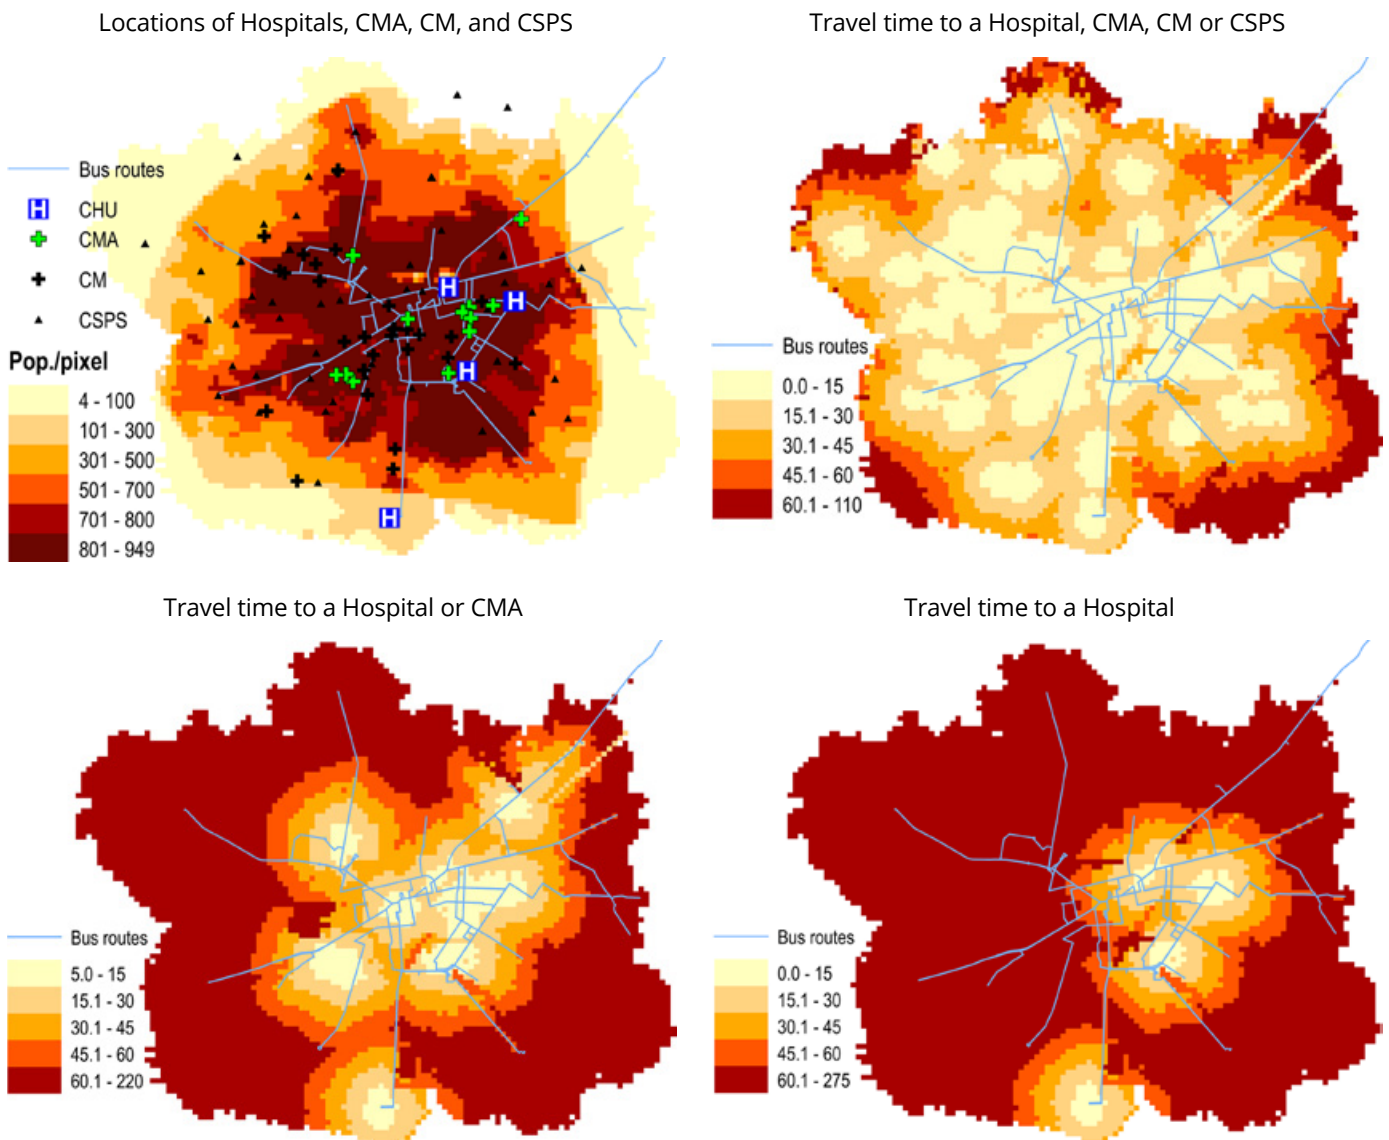 Locations of Hospitals, CMA, CM, and CSPS
Bus routes
H CHU
CMA
CM
CSPS
Pop./pixel
4 - 100
101 - 300
301 - 500
501 - 700
701 - 800
801 - 949
H
H
H
H
Travel time to a Hospital, CMA, CM or CSPS
Bus routes
0.0 - 15
15.1 - 30
30.1 - 45
45.1 - 60
60.1 - 110
Travel time to a Hospital or CMA
Bus routes
5.0 - 15
15.1 - 30
30.1 - 45
45.1 - 60
60.1 - 220
Travel time to a Hospital
Bus routes
0.0 - 15
15.1 - 30
30.1 - 45
45.1 - 60
60.1 - 275